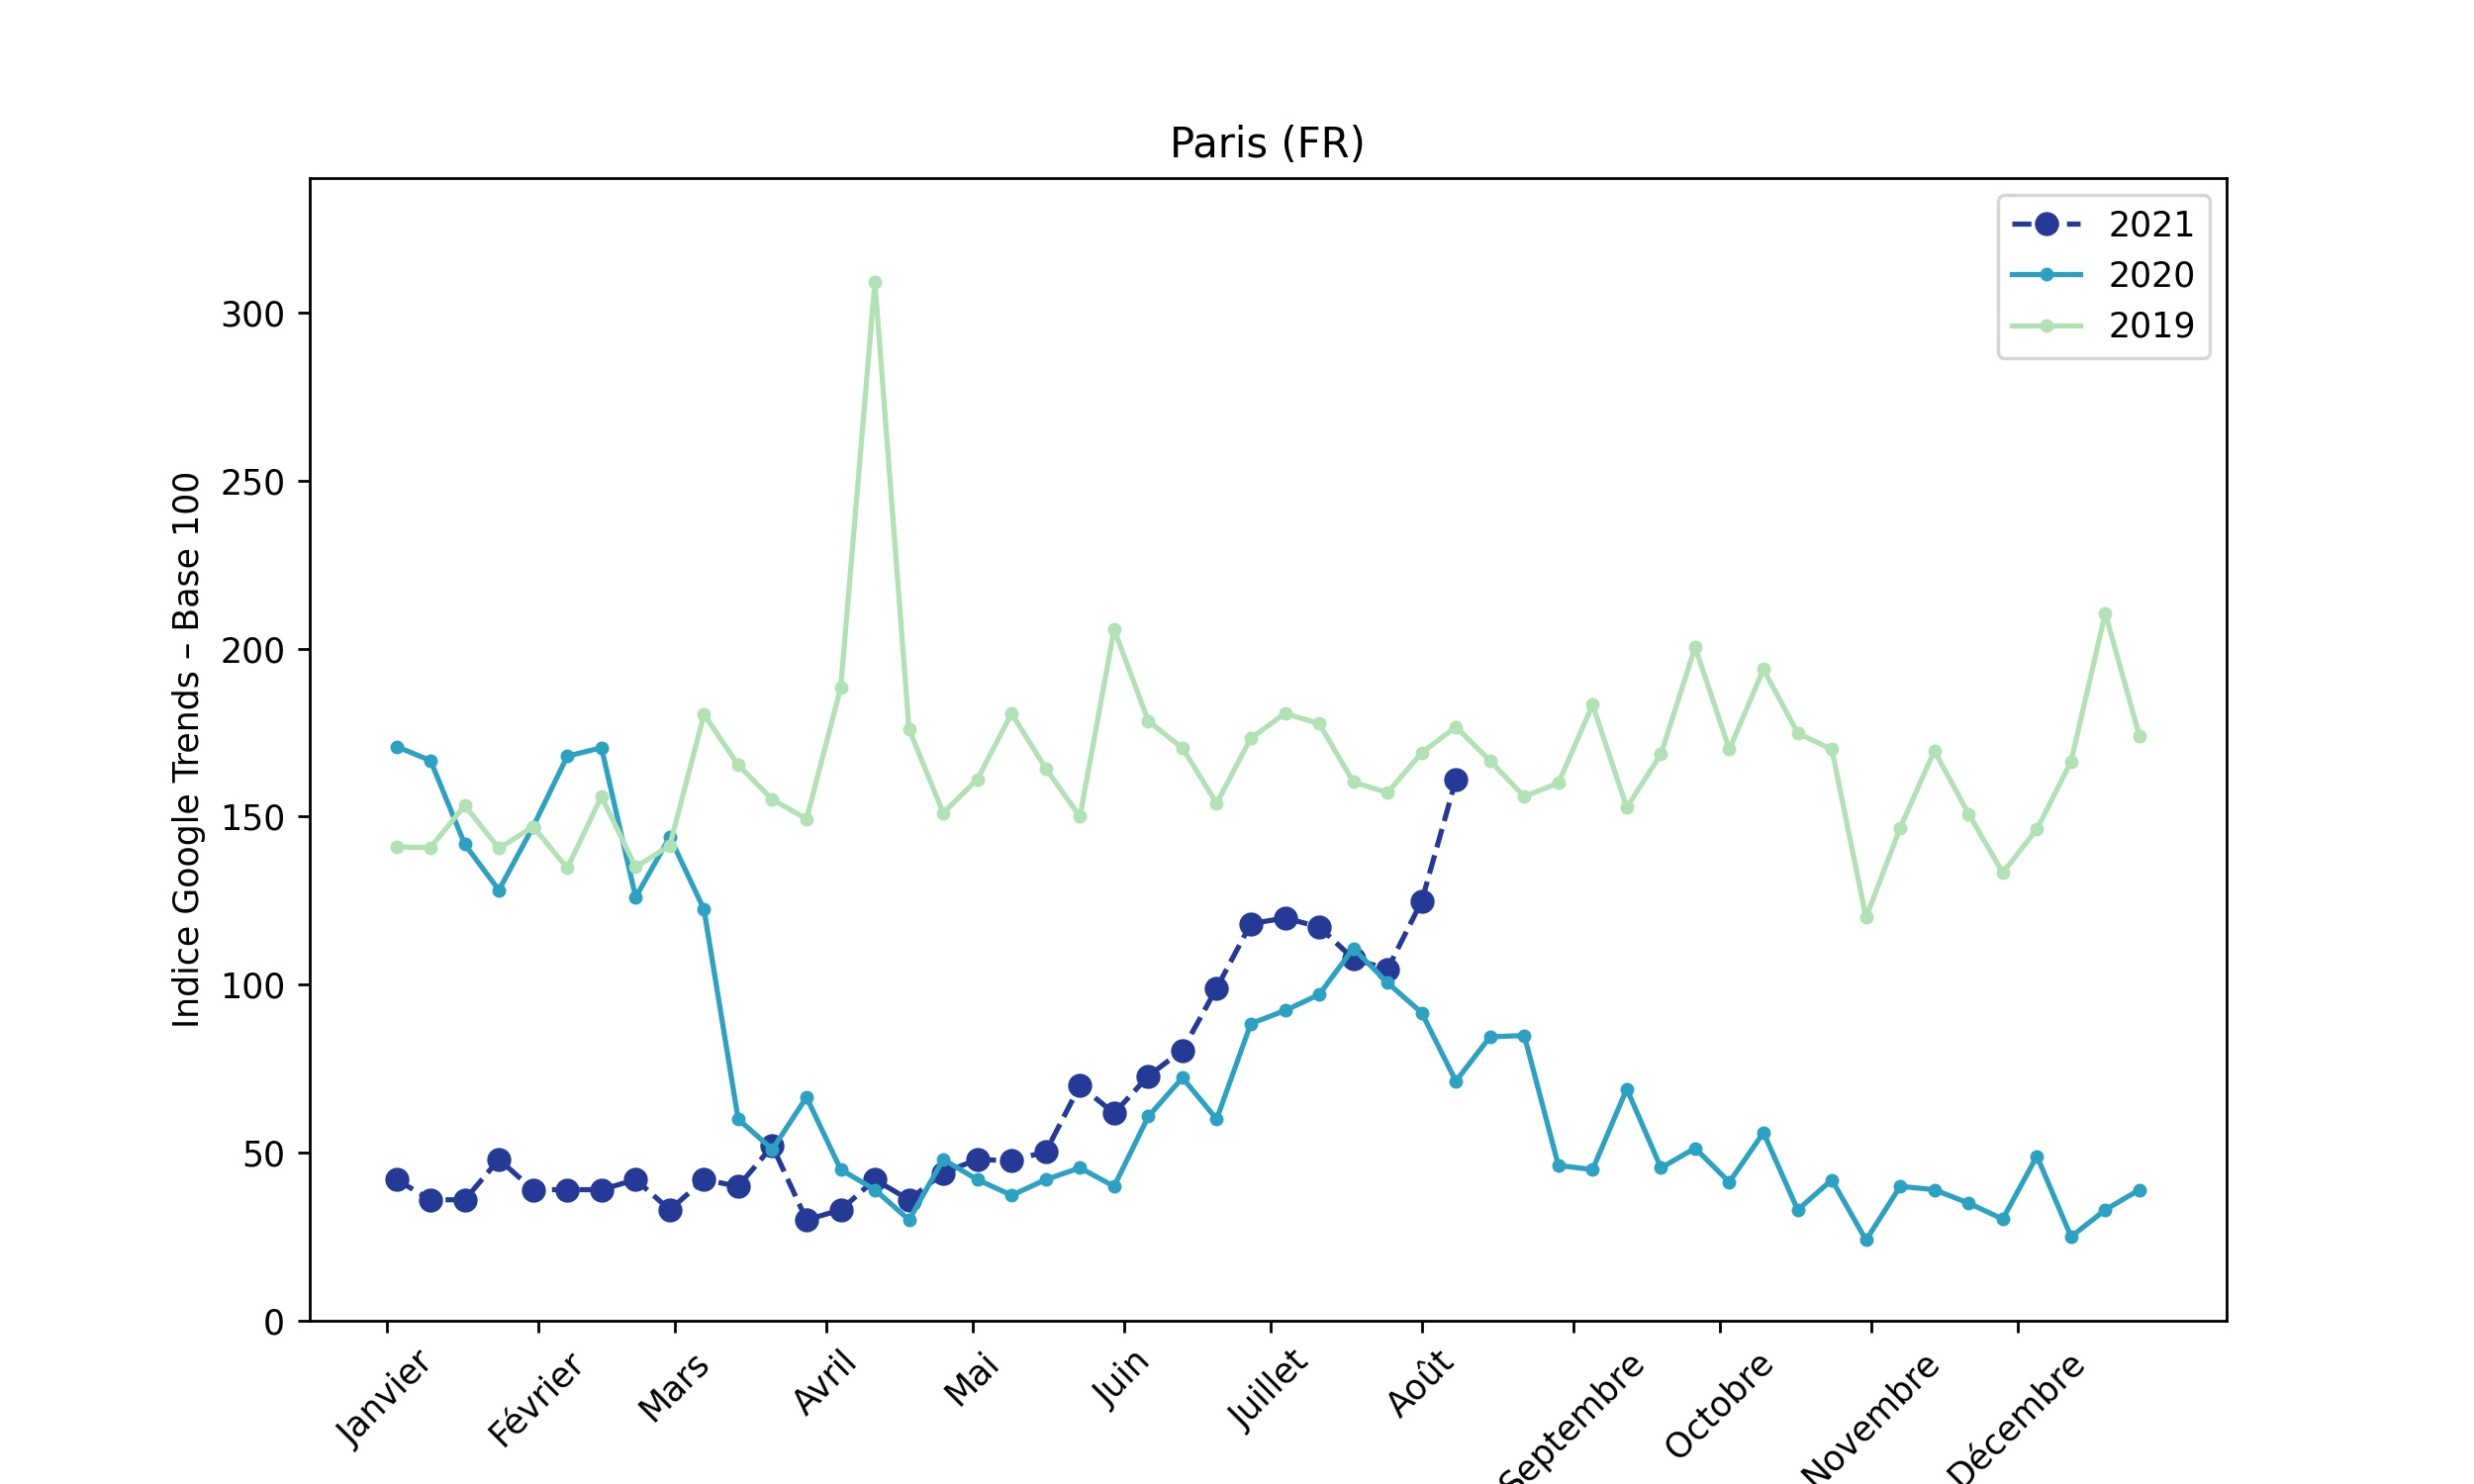 Paris (FR)
2021
2020
2019
Indice Google Trends – Base 100
300
250
200
150
100
50
0
Janvier
Février
Mars
Avril
Mai
Juin
Juillet
Août
Septembre
Octobre
Novembre
Décembre